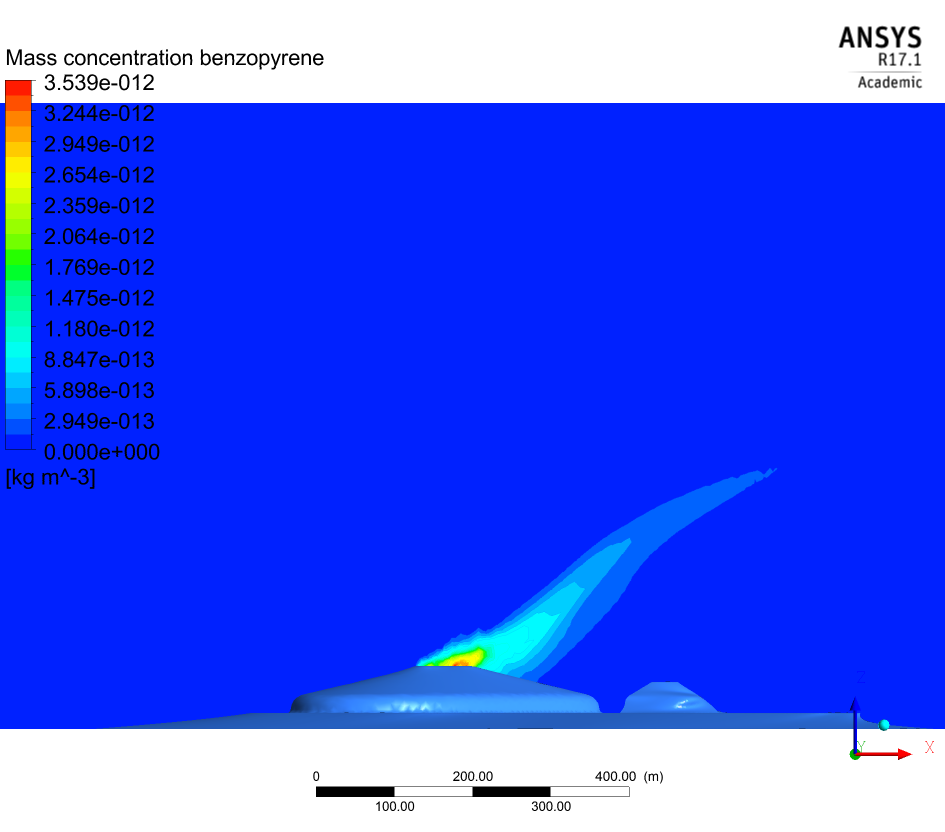 ANSYS
R17.1
Academic
Mass concentration benzopyrene
3.539e-012
3.244e-012
2.949e-012
2.654e-012
2.359e-012
2.064e-012
1.769e-012
1.475e-012
1.180e-012
8.847e-013
5.898e-013
2.949e-013
0.000e+000
[kg m^-3]
Z
Y
X
0 200.00 400.00 (m)
100.00 300.00